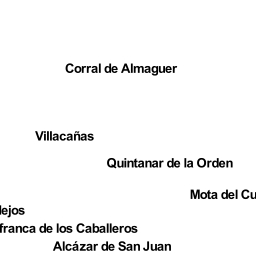 Corral de Almaguer
Villacañas
Quintanar de la Orden
Mota del Cu
lejos
franca de los Caballeros
Alcázar de San Juan